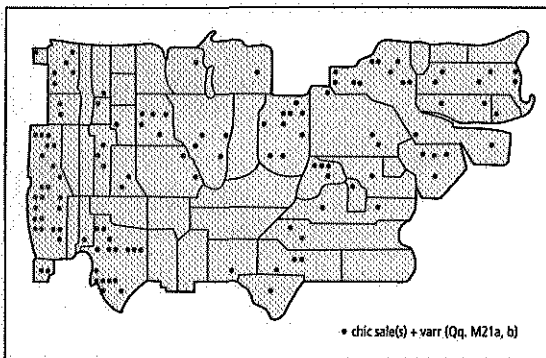 • chic sale(s) + varr (Qq. M21a, b)